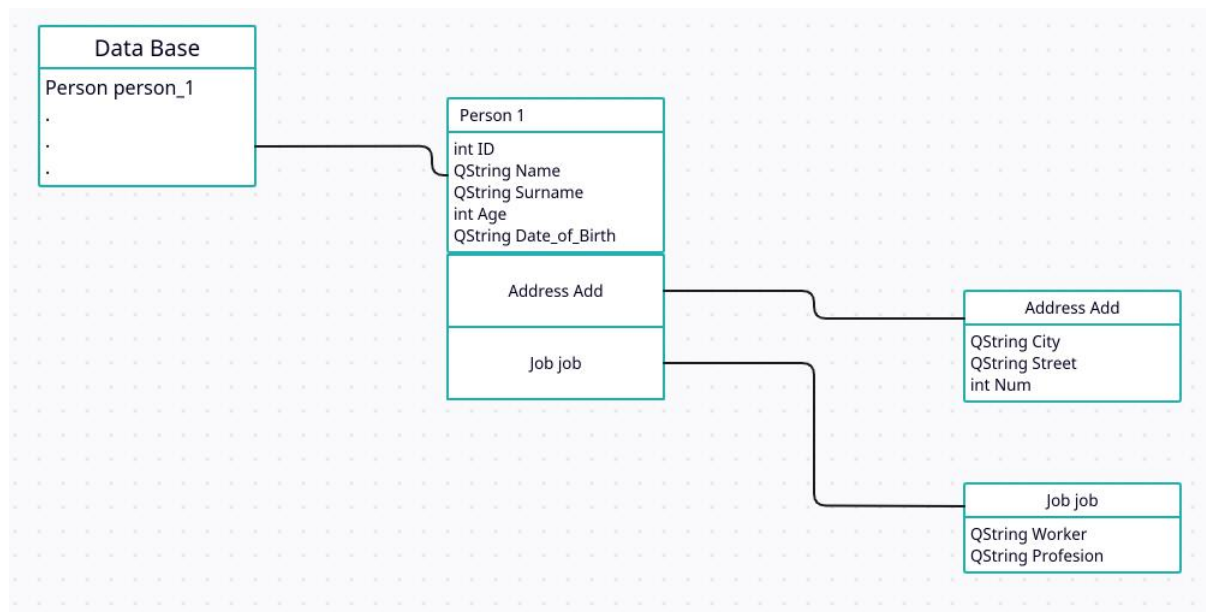 Data Base
Person person_1
.
.
.
Person 1
int ID
QString Name
QString Surname
int Age
QString Date_of_Birth
Address Add
Job job
Address Add
QString City
QString Street
int Num
Job job
QString Worker
QString Profesion